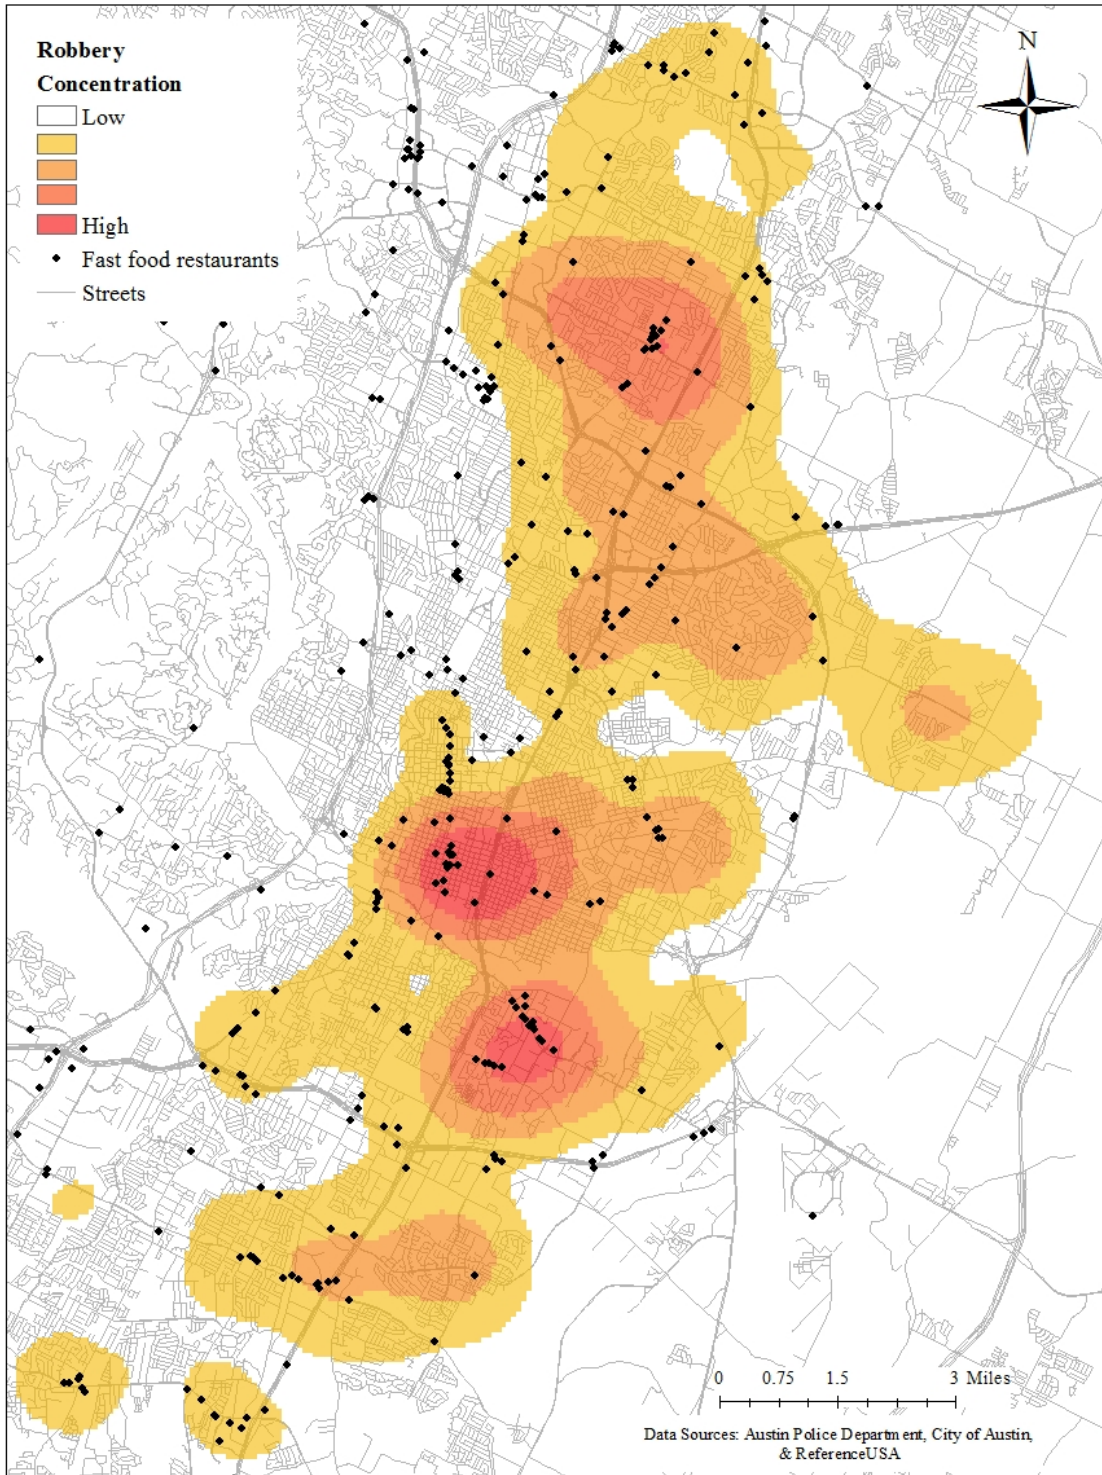 Robbery
Concentration
Low
High
Fast food restaurants
Streets
N
0 0.75 1.5 3 Miles
Data Sources: Austin Police Department, City of Austin,
& ReferenceUSA